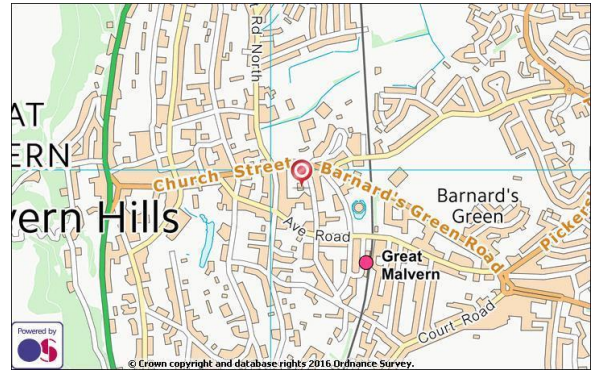 t Rd North
AT
ERN
Church Street
Barnard's Green Road
Barnard's
Green
vern Hills
Ave Road
Pickers
Great
Malvern
Court Road
Powered by
OS
© Crown copyright and database rights 2016 Ordnance Survey.